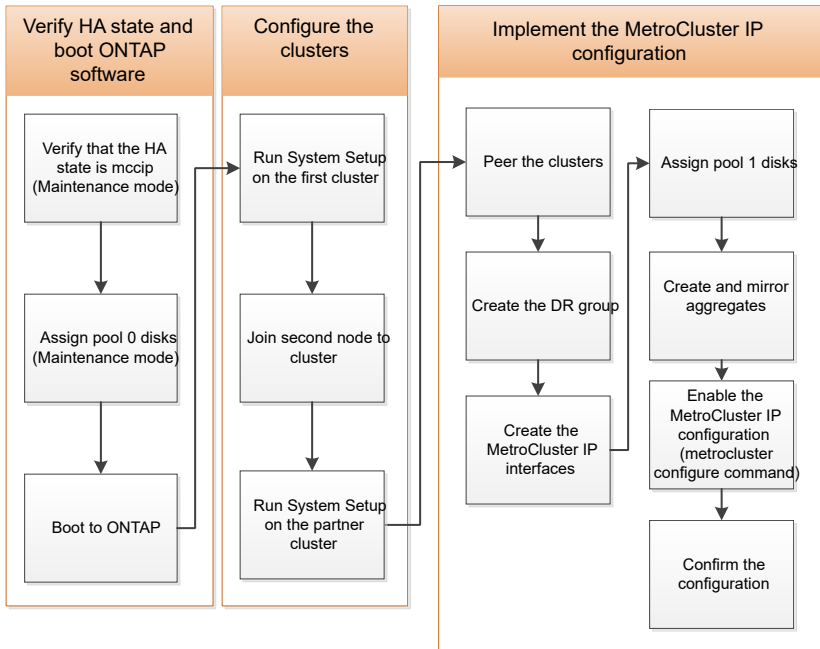 Verify HA state and
boot ONTAP
software
Verify that the HA
state is mccip
(Maintenance mode)
Assign pool 0 disks
(Maintenance mode)
Boot to ONTAP
Configure the
clusters
Run System Setup
on the first cluster
Join second node to
cluster
Run System Setup
on the partner
cluster
Implement the MetroCluster IP
configuration
Peer the clusters
Create the DR group
Create the
MetroCluster IP
interfaces
Assign pool 1 disks
Create and mirror
aggregates
Enable the
MetroCluster IP
configuration
(metrocluster
configure command)
Confirm the
configuration